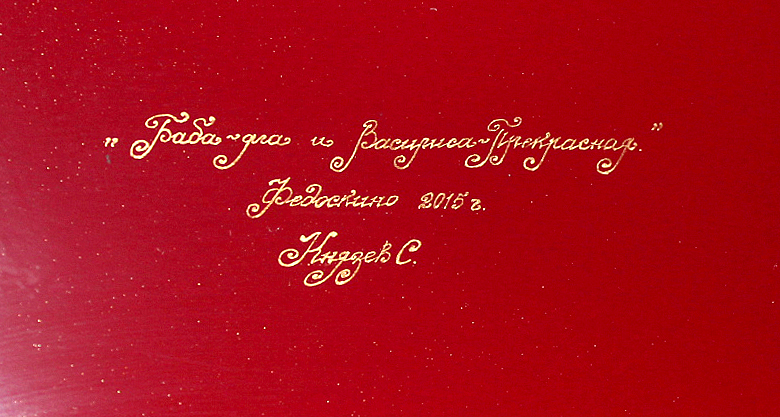 „Баба-яга и Василиса-Прекрасная."
Федоскино 2015 г.
Князев С.